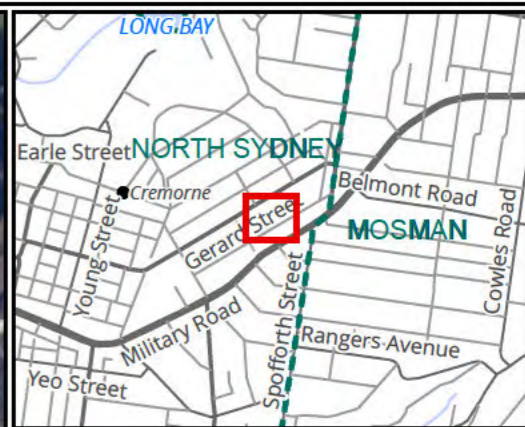 LONG BAY
Earle Street
NORTH SYDNEY
Cremorne
Belmont Road
Gerard Street
MOSMAN
Young Street
Cowles Road
Military Road
Spofforth Street
Rangers Avenue
Yeo Street